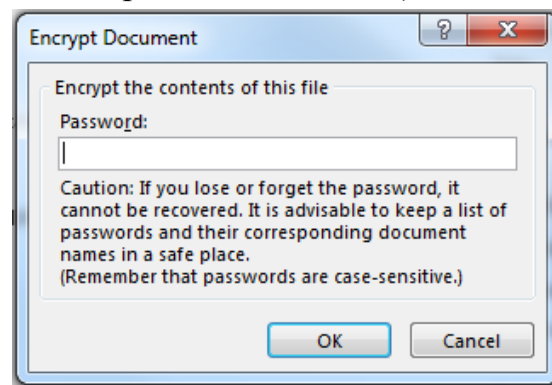 Encrypt Document
?
Encrypt the contents of this file
Password:
Caution: If you lose or forget the password, it
cannot be recovered. It is advisable to keep a list of
passwords and their corresponding document
names in a safe place.
(Remember that passwords are case-sensitive.)
OK Cancel